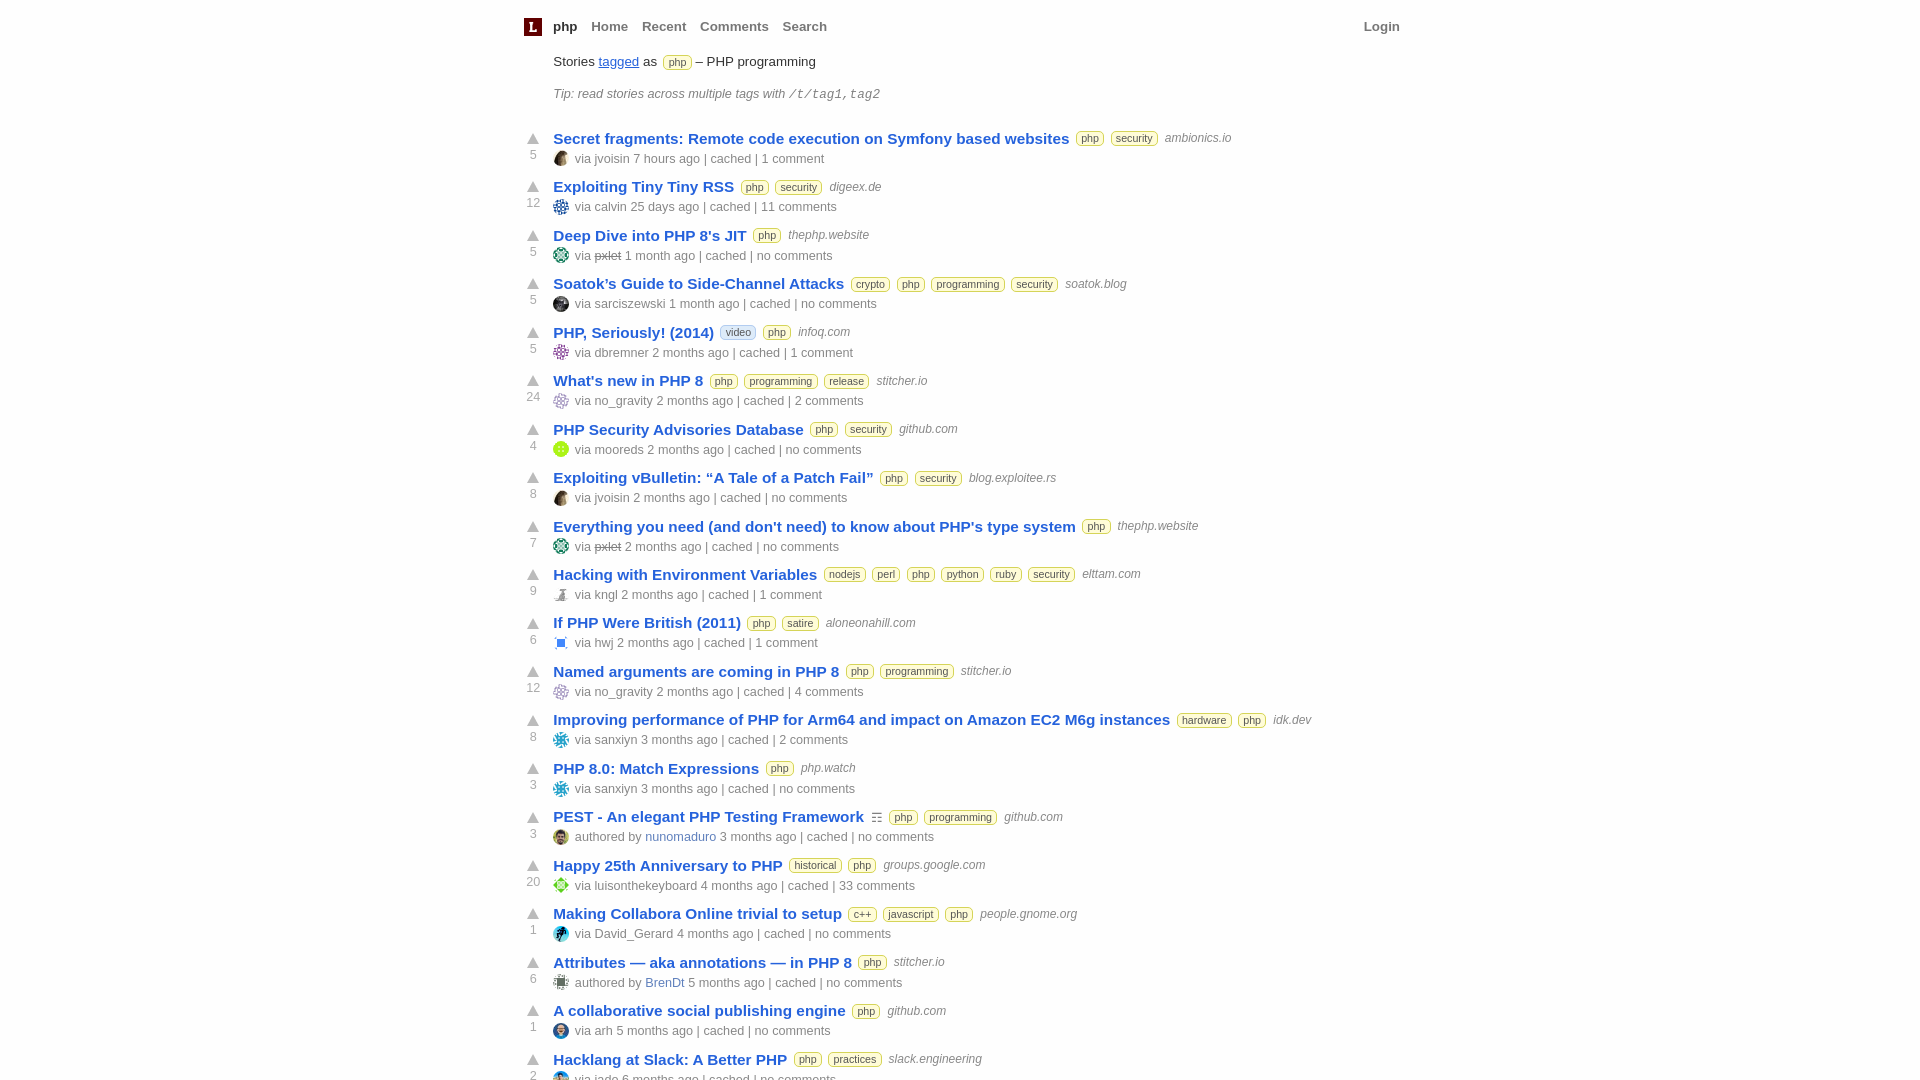 L php Home Recent Comments Search Login
Stories tagged as php – PHP programming
Tip: read stories across multiple tags with /t/tag1,tag2
Secret fragments: Remote code execution on Symfony based websites php security ambionics.io
5 via jvoisin 7 hours ago | cached | 1 comment
Exploiting Tiny Tiny RSS php security digeex.de
12 via calvin 25 days ago | cached | 11 comments
Deep Dive into PHP 8's JIT php thephp.website
5 via pxlet 1 month ago | cached | no comments
Soatok’s Guide to Side-Channel Attacks crypto php programming security soatok.blog
5 via sarciszewski 1 month ago | cached | no comments
PHP, Seriously! (2014) video php infoq.com
5 via dbremner 2 months ago | cached | 1 comment
What's new in PHP 8 php programming release stitcher.io
24 via no_gravity 2 months ago | cached | 2 comments
PHP Security Advisories Database php security github.com
4 via mooreds 2 months ago | cached | no comments
Exploiting vBulletin: “A Tale of a Patch Fail” php security blog.exploitee.rs
8 via jvoisin 2 months ago | cached | no comments
Everything you need (and don't need) to know about PHP's type system php thephp.website
7 via pxlet 2 months ago | cached | no comments
Hacking with Environment Variables nodejs perl php python ruby security elttam.com
9 via kngl 2 months ago | cached | 1 comment
If PHP Were British (2011) php satire aloneonahill.com
6 via hwj 2 months ago | cached | 1 comment
Named arguments are coming in PHP 8 php programming stitcher.io
12 via no_gravity 2 months ago | cached | 4 comments
Improving performance of PHP for Arm64 and impact on Amazon EC2 M6g instances hardware php idk.dev
8 via sanxiyn 3 months ago | cached | 2 comments
PHP 8.0: Match Expressions php php.watch
3 via sanxiyn 3 months ago | cached | no comments
PEST - An elegant PHP Testing Framework ☶ php programming github.com
3 authored by nunomaduro 3 months ago | cached | no comments
Happy 25th Anniversary to PHP historical php groups.google.com
20 via luisonthekeyboard 4 months ago | cached | 33 comments
Making Collabora Online trivial to setup c++ javascript php people.gnome.org
1 via David_Gerard 4 months ago | cached | no comments
Attributes — aka annotations — in PHP 8 php stitcher.io
6 authored by BrenDt 5 months ago | cached | no comments
A collaborative social publishing engine php github.com
1 via arh 5 months ago | cached | no comments
Hacklang at Slack: A Better PHP php practices slack.engineering
2 via jado 6 months ago | cached | no comments